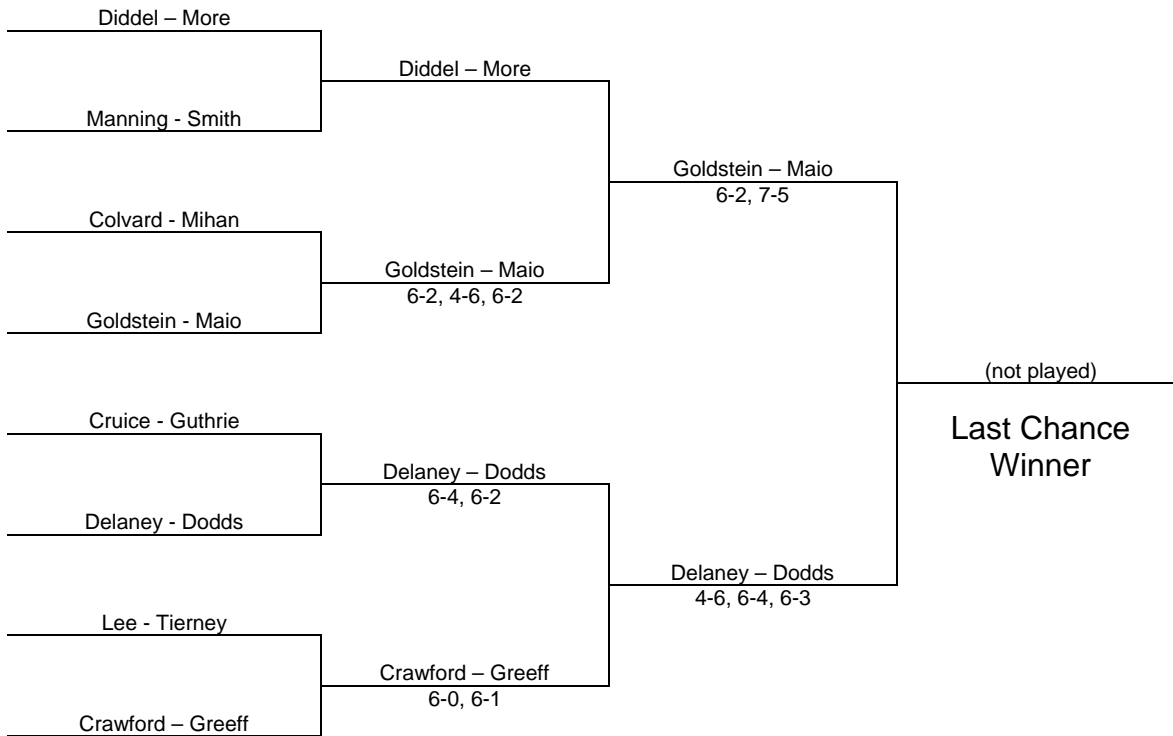 Diddel – More
Diddel – More
Manning - Smith
Goldstein – Maio
6-2, 7-5
Colvard - Mihan
Goldstein – Maio
6-2, 4-6, 6-2
Goldstein - Maio
(not played)
Last Chance
Winner
Cruice - Guthrie
Delaney – Dodds
6-4, 6-2
Delaney - Dodds
Delaney – Dodds
4-6, 6-4, 6-3
Lee - Tierney
Crawford – Greeff
6-0, 6-1
Crawford – Greeff